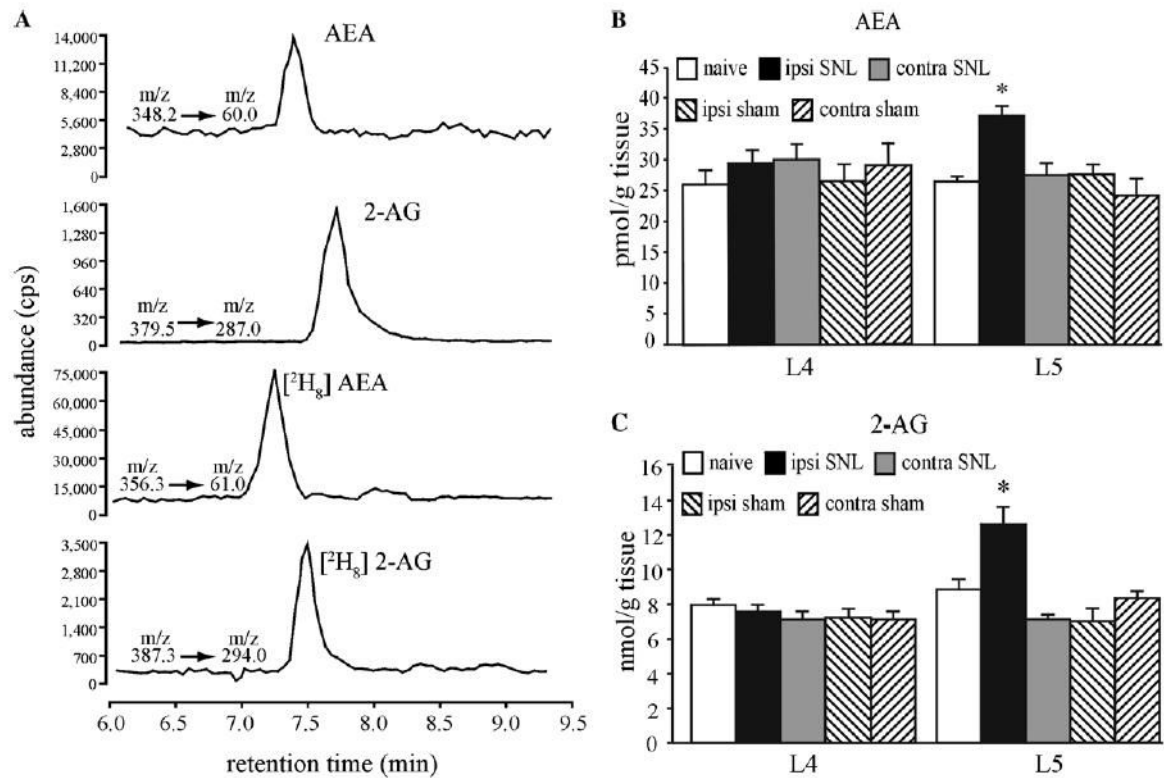 A
AEA
14,000
11,200
8,400
5,600
2,800
0
m/z m/z
348.2 → 60.0
2-AG
1,600
1,280
960
640
320
0
m/z m/z
379.5 → 287.0
[²H₈] AEA
75,000
60,000
45,000
30,000
15,000
0
m/z m/z
356.3 → 61.0
[²H₈] 2-AG
3,500
2,800
2,100
1,400
700
0
m/z m/z
387.3 → 294.0
abundance (cps)
6.0 6.5 7.0 7.5 8.0 8.5 9.0 9.5
retention time (min)
B
AEA
naive ipsi SNL contra SNL
ipsi sham contra sham
*
45
40
35
30
25
20
15
10
5
0
pmol/g tissue
L4 L5
C
2-AG
naive ipsi SNL contra SNL
ipsi sham contra sham
*
16
14
12
10
8
6
4
2
0
nmol/g tissue
L4 L5